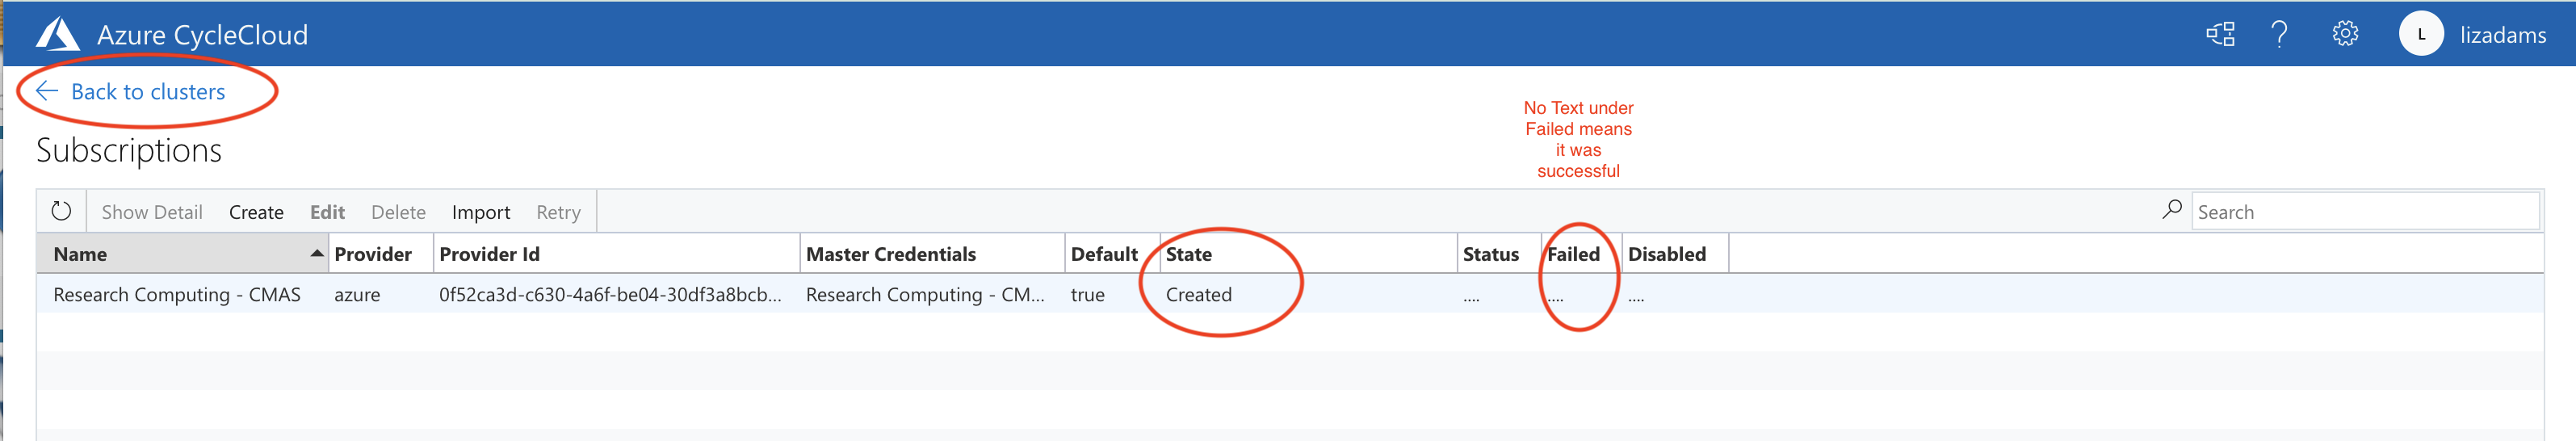 Azure CycleCloud
L lizadams
Back to clusters
No Text under
Failed means
it was
successful
Subscriptions
Show Detail Create Edit Delete Import Retry Search
Name Provider Provider Id Master Credentials Default State Status Failed Disabled
Research Computing - CMAS azure 0f52ca3d-c630-4a6f-be04-30df3a8bcb... Research Computing - CM... true Created .... .... ....